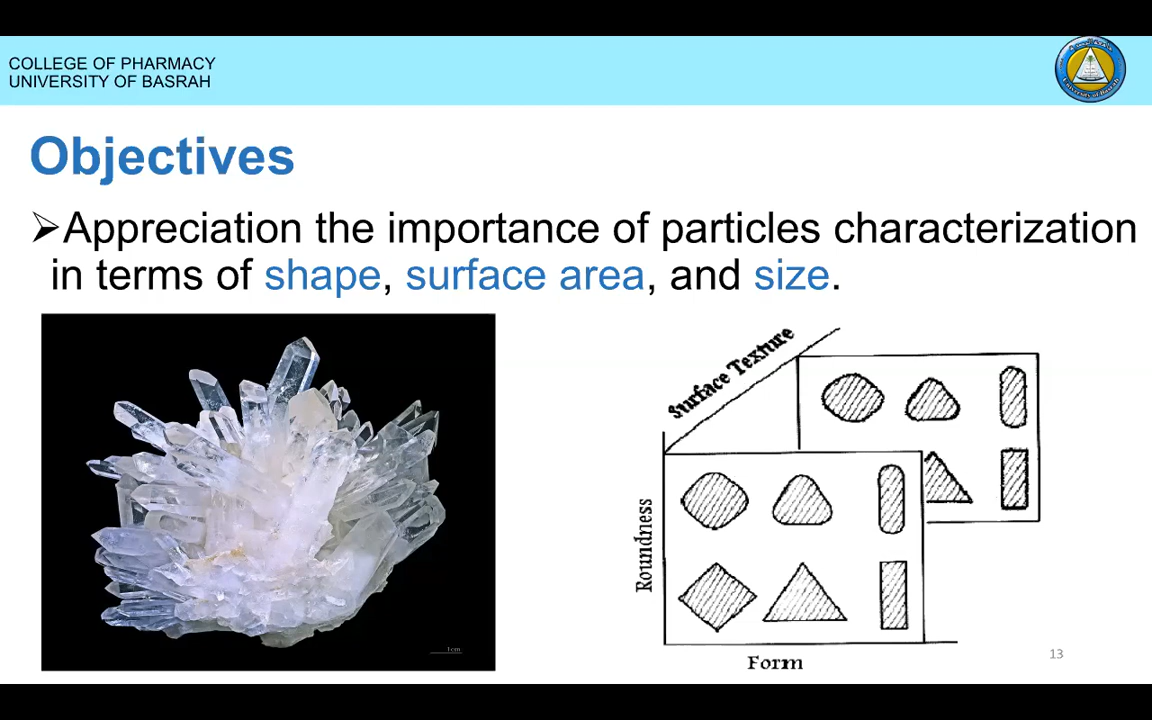 COLLEGE OF PHARMACY
UNIVERSITY OF BASRAH
Objectives
➢Appreciation the importance of particles characterization
in terms of shape, surface area, and size.
Surface Texture
Roundness
Form
1cm
13